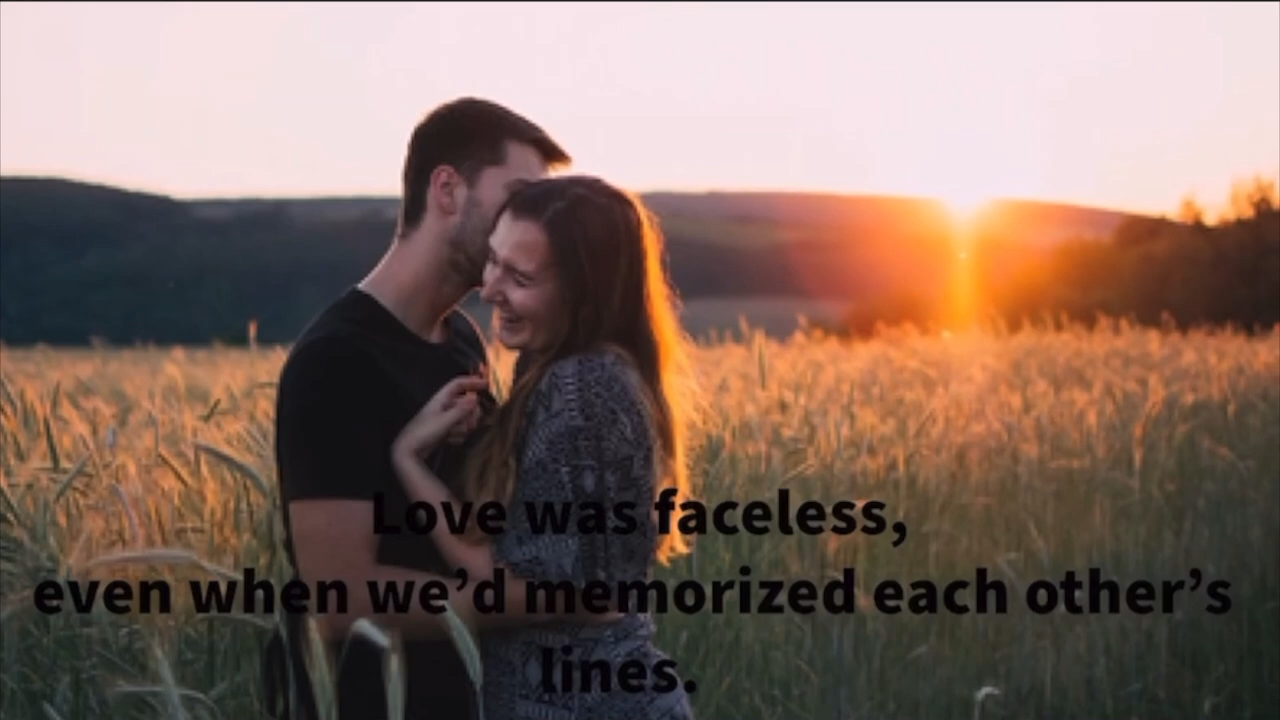 Love was faceless,
even when we’d memorized each other’s
lines.